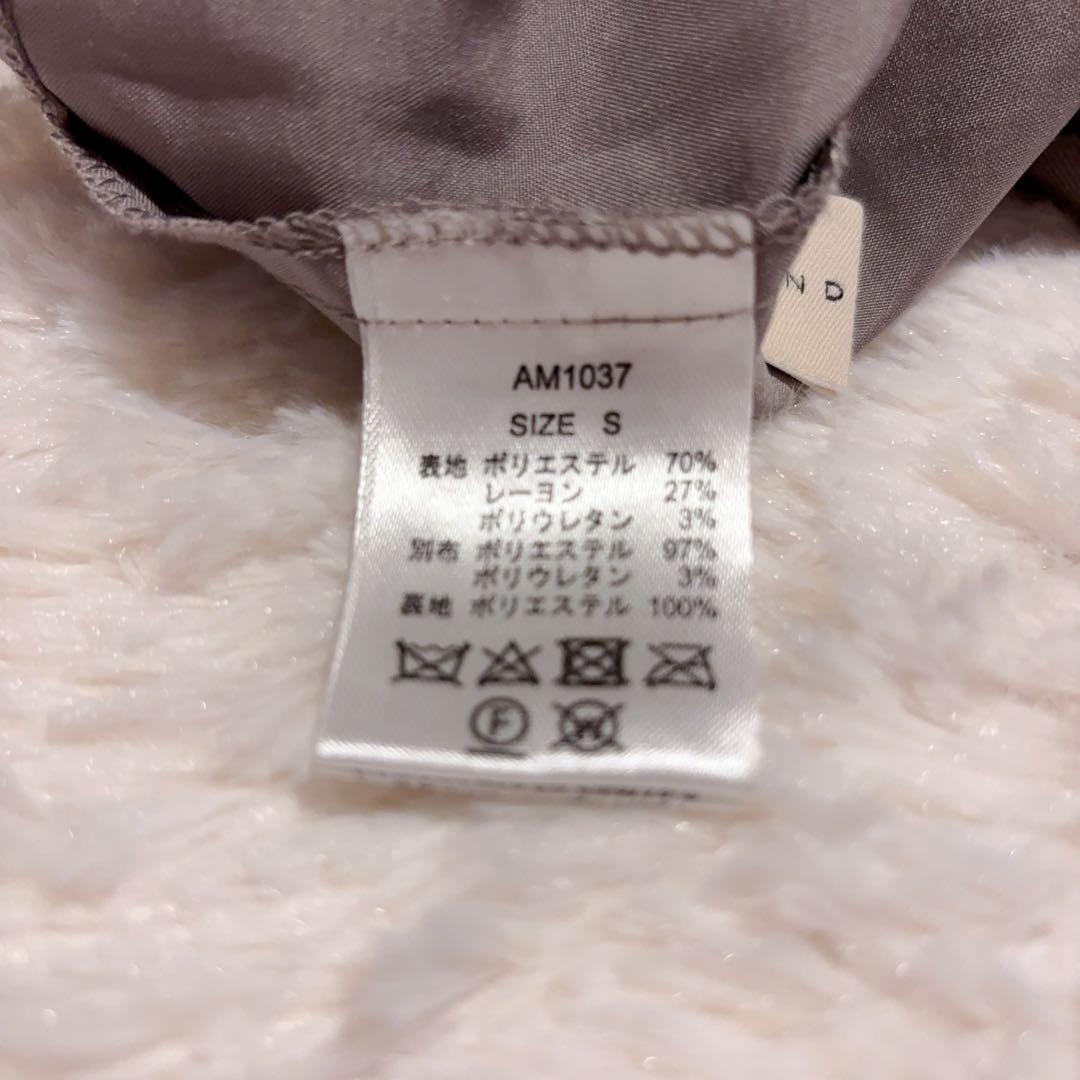 ND
AM1037
SIZE S
表地 ポリエステル 70%
レーヨン 27%
ポリウレタン 3%
別布 ポリエステル 97%
ポリウレタン 3%
裏地 ポリエステル 100%
F
W